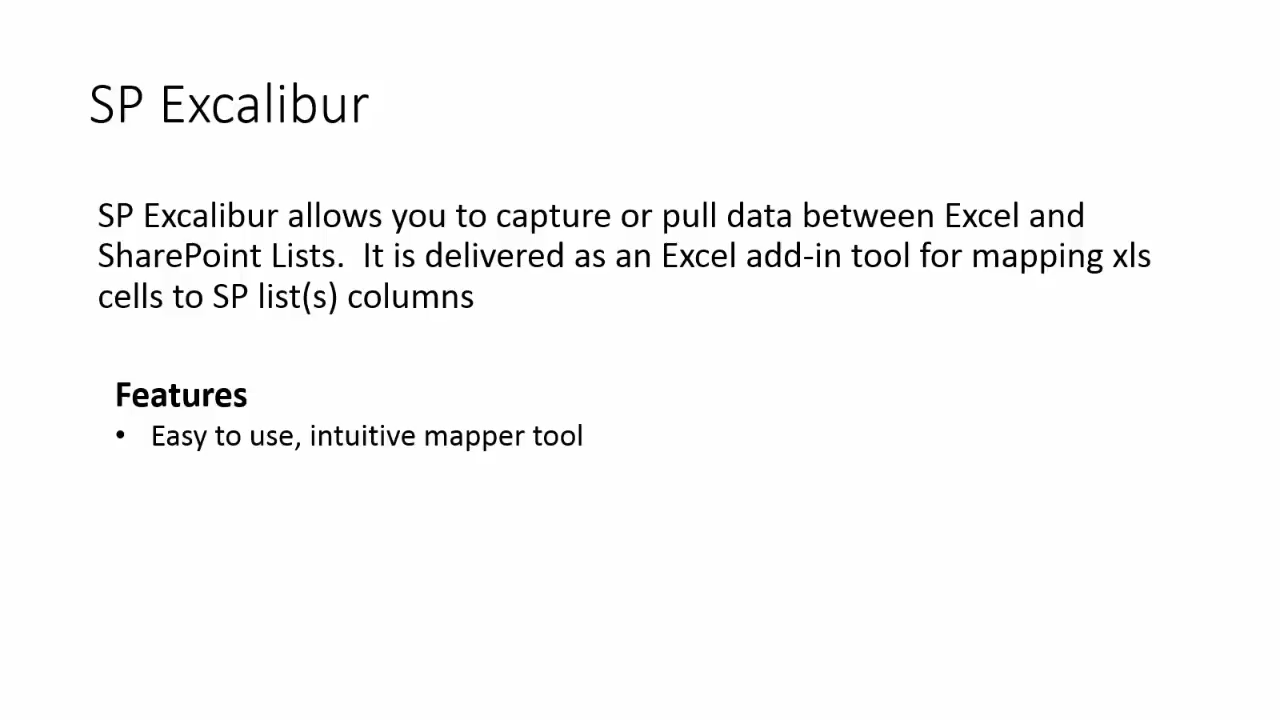 SP Excalibur
SP Excalibur allows you to capture or pull data between Excel and
SharePoint Lists.  It is delivered as an Excel add-in tool for mapping xls
cells to SP list(s) columns
Features
• Easy to use, intuitive mapper tool